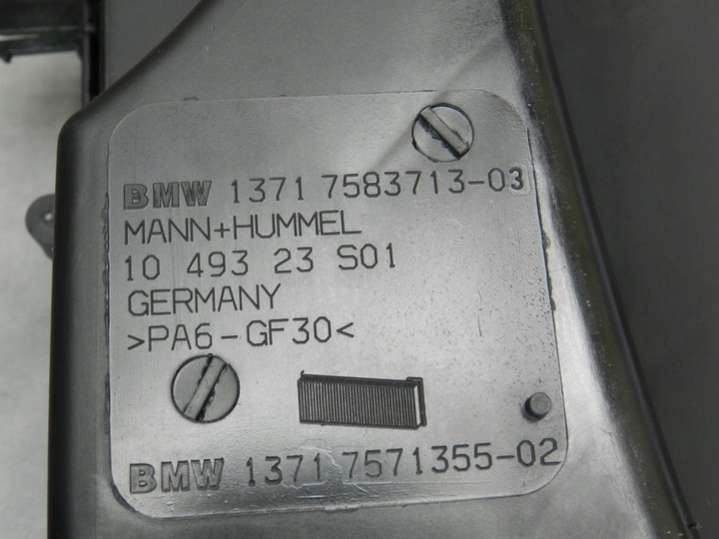 BMW 1371 7583713-03
MANN+HUMMEL
10 493 23 S01
GERMANY
>PA6-GF30<
BMW 1371 7571355-02